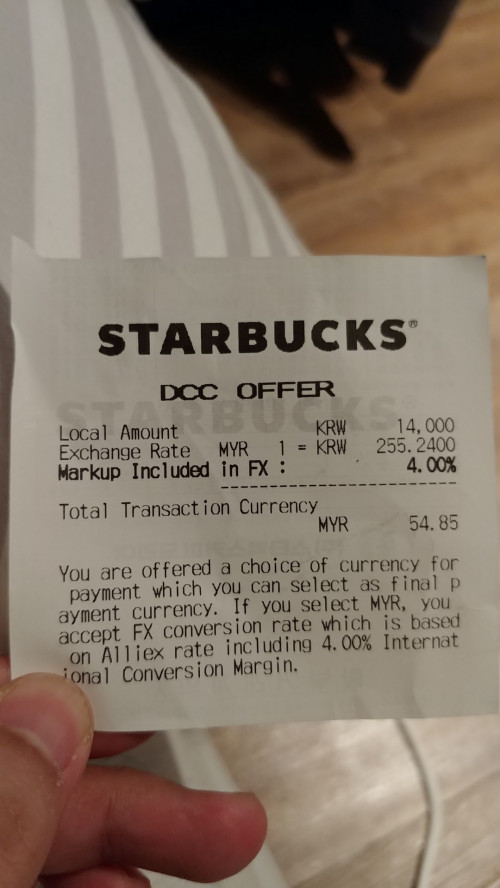 STARBUCKS®
DCC OFFER
Local Amount KRW 14,000
Exchange Rate MYR 1 = KRW 255.2400
Markup Included in FX : 4.00%
Total Transaction Currency
MYR 54.85
You are offered a choice of currency for
payment which you can select as final p
ayment currency. If you select MYR, you
accept FX conversion rate which is based
on Alliex rate including 4.00% Internat
ional Conversion Margin.